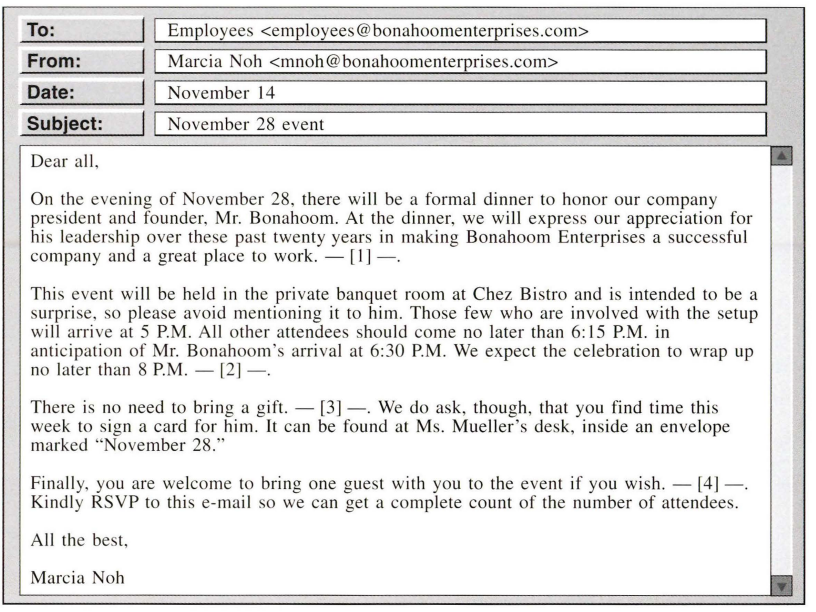 To: Employees <employees@bonahoomenterprises.com>
From: Marcia Noh <mnoh@bonahoomenterprises.com>
Date: November 14
Subject: November 28 event
Dear all,
On the evening of November 28, there will be a formal dinner to honor our company
president and founder, Mr. Bonahoom. At the dinner, we will express our appreciation for
his leadership over these past twenty years in making Bonahoom Enterprises a successful
company and a great place to work. — [1] —.
This event will be held in the private banquet room at Chez Bistro and is intended to be a
surprise, so please avoid mentioning it to him. Those few who are involved with the setup
will arrive at 5 P.M. All other attendees should come no later than 6:15 P.M. in
anticipation of Mr. Bonahoom's arrival at 6:30 P.M. We expect the celebration to wrap up
no later than 8 P.M. — [2] —.
There is no need to bring a gift. — [3] —. We do ask, though, that you find time this
week to sign a card for him. It can be found at Ms. Mueller's desk, inside an envelope
marked “November 28.”
Finally, you are welcome to bring one guest with you to the event if you wish. — [4] —.
Kindly RSVP to this e-mail so we can get a complete count of the number of attendees.
All the best,
Marcia Noh